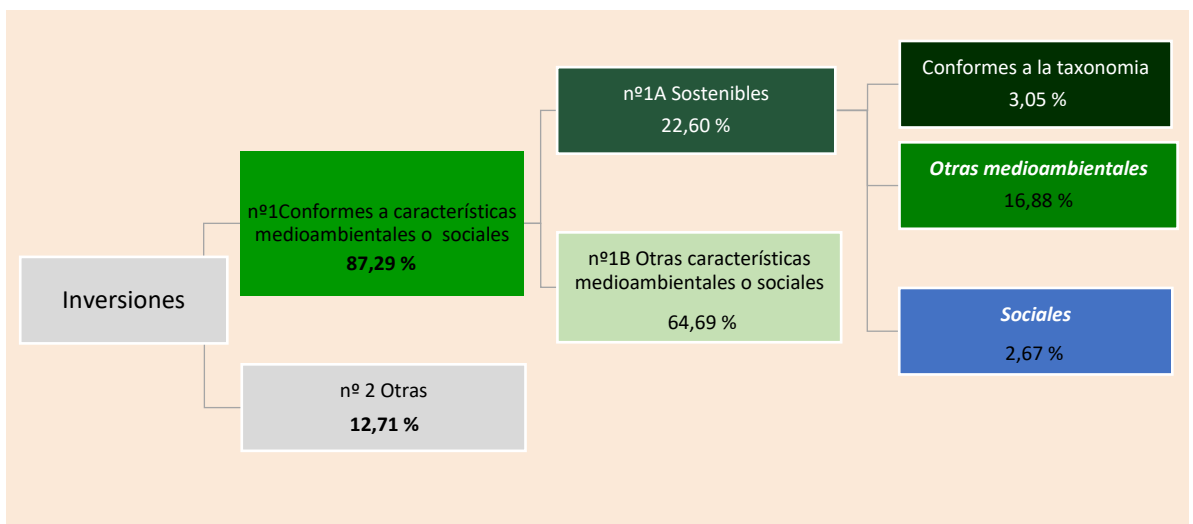 Inversiones
nº1Conformes a características
medioambientales o sociales
87,29 %
nº 2 Otras
12,71 %
nº1A Sostenibles
22,60 %
nº1B Otras características
medioambientales o sociales
64,69 %
Conformes a la taxonomia
3,05 %
Otras medioambientales
16,88 %
Sociales
2,67 %